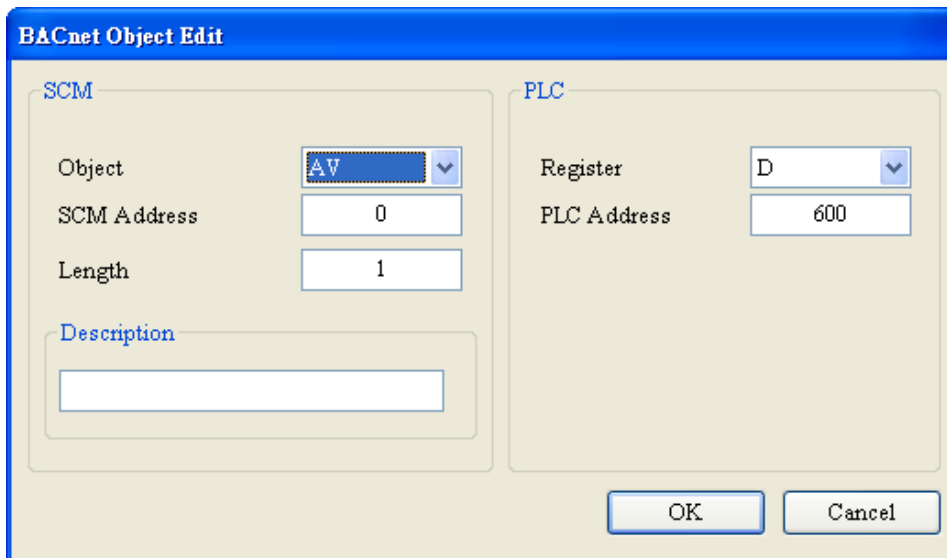 BACnet Object Edit
SCM
Object
AV
SCM Address
0
Length
1
Description
PLC
Register
D
PLC Address
600
OK
Cancel